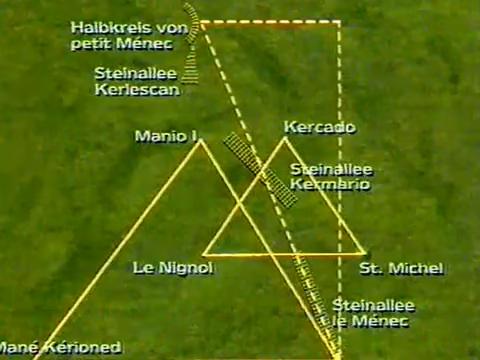 Halbkreis von
petit Ménec
Steinallee
Kerlescan
Manio I
Kercado
Steinallee
Kermario
Le Nignol
St. Michel
Steinallee
le Ménec
Mané Kérioned